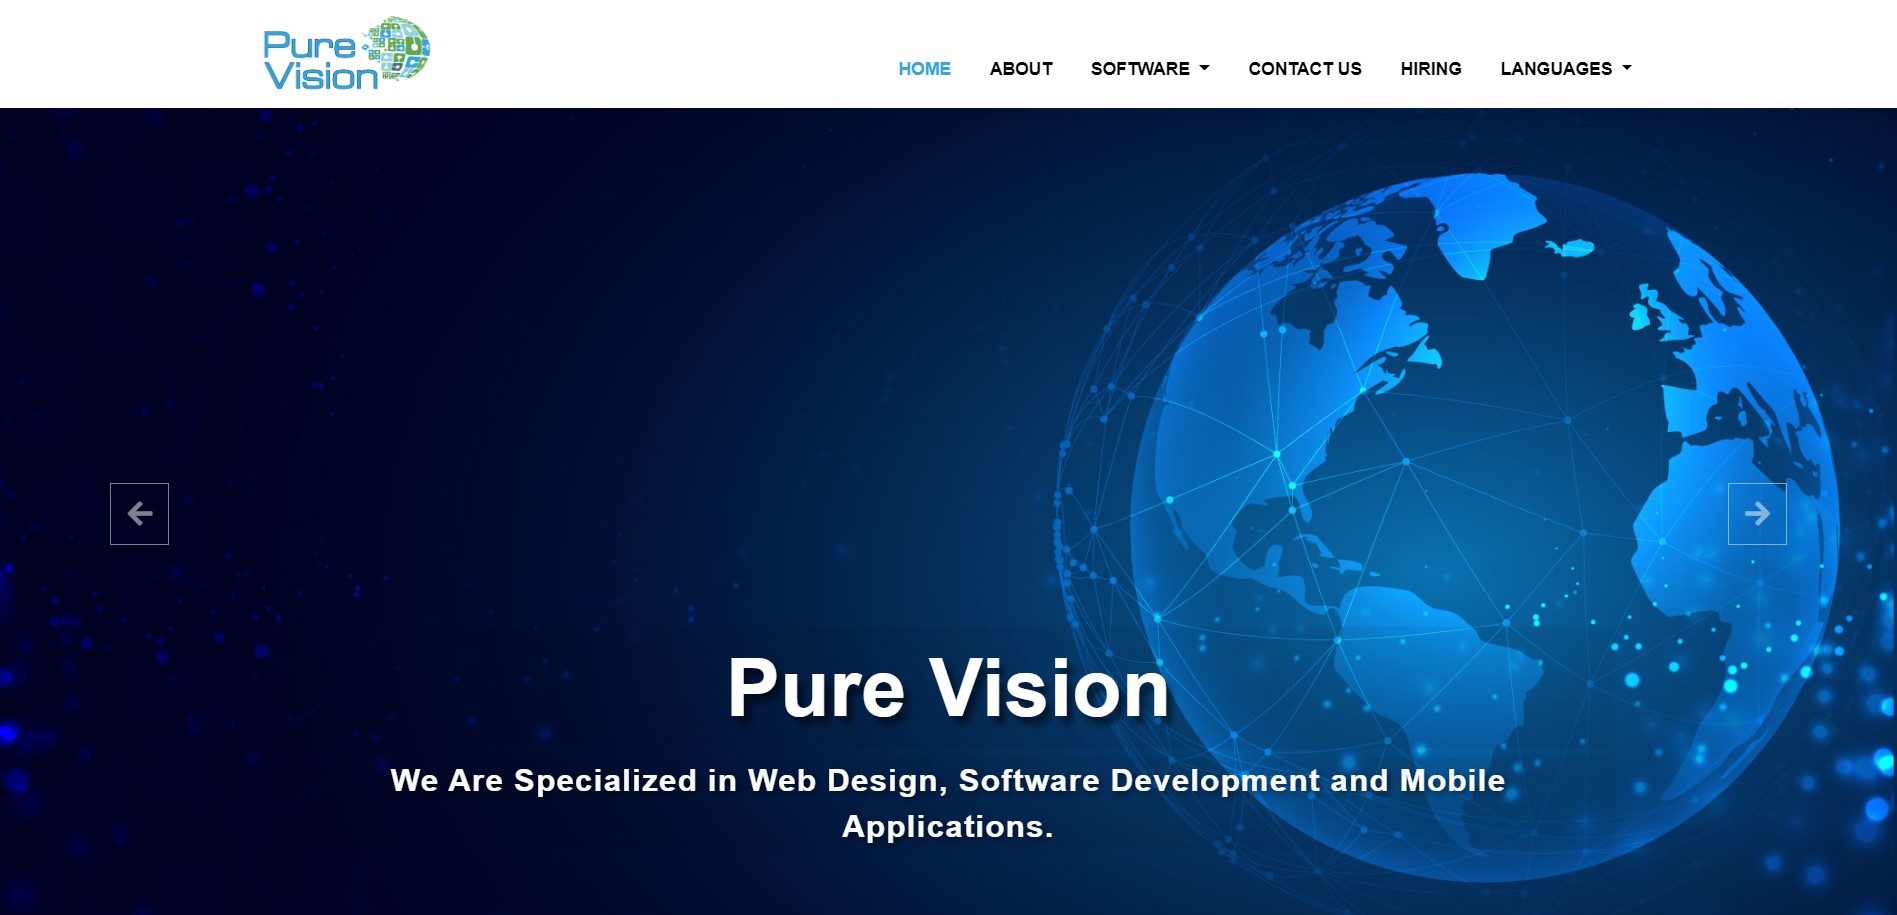 Pure
Vision
HOME ABOUT SOFTWARE CONTACT US HIRING LANGUAGES
Pure Vision
We Are Specialized in Web Design, Software Development and Mobile
Applications.